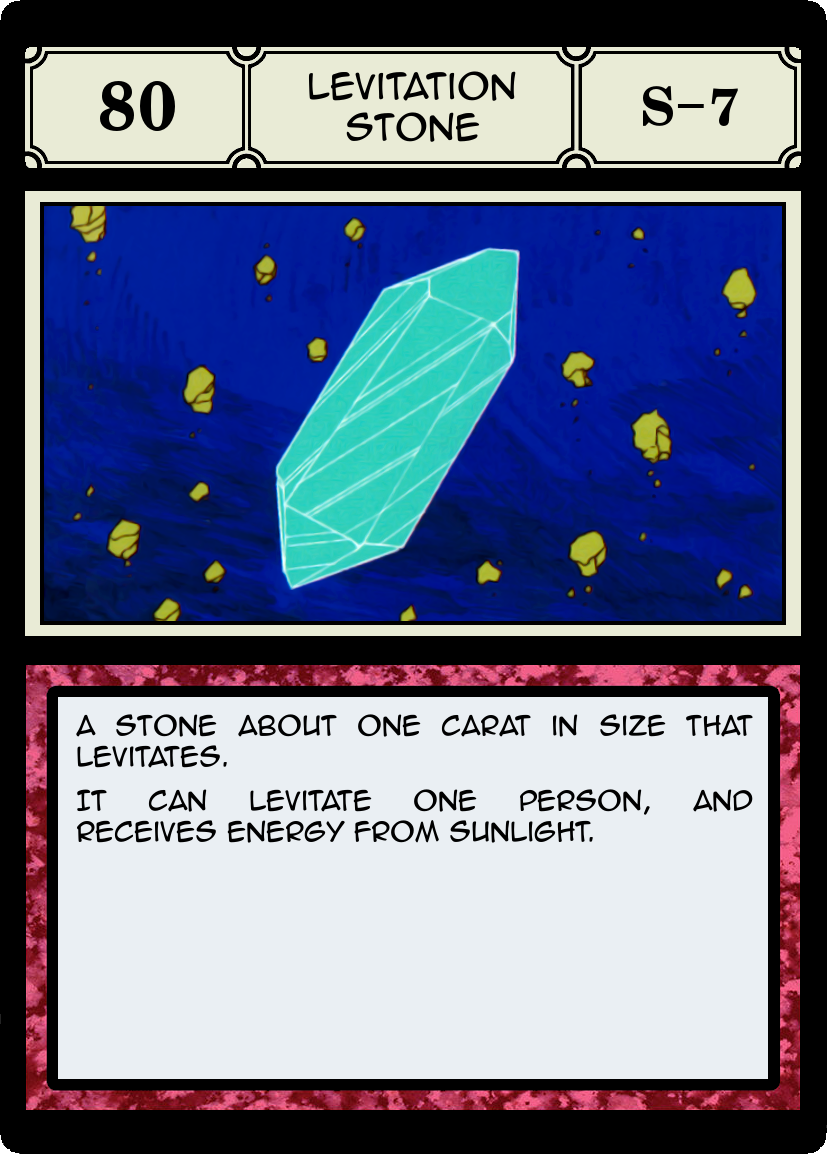 80
LEVITATION
STONE
S-7
A STONE ABOUT ONE CARAT IN SIZE THAT
LEVITATES.
IT CAN LEVITATE ONE PERSON, AND
RECEIVES ENERGY FROM SUNLIGHT.